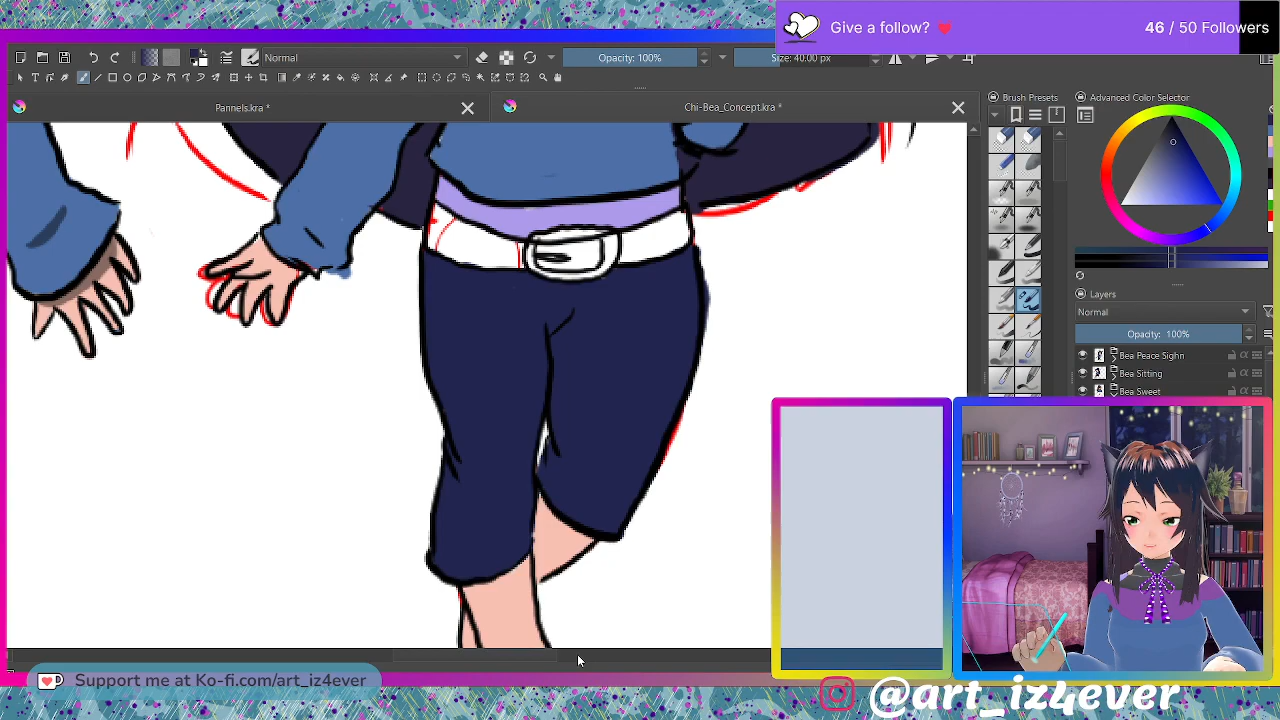 Give a follow?
46 / 50 Followers
Normal
Opacity: 100%
Size: 40.00 px
Pannels.kra *
Chi-Bea_Concept.kra *
Brush Presets
Advanced Color Selector
Layers
Normal
Opacity: 100%
Bea Peace Sighn
Bea Sitting
Bea Sweet
Support me at Ko-fi.com/art_iz4ever
@art_iz4ever